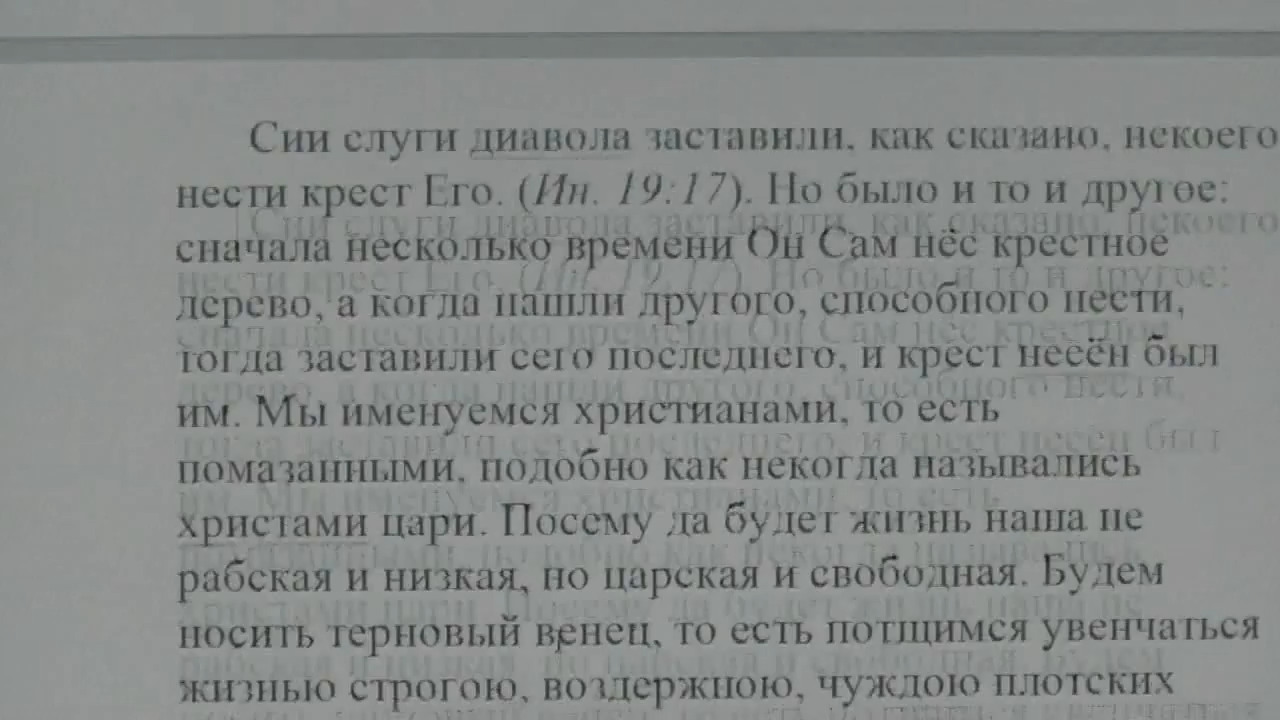 Сии слуги диавола заставили, как сказано, некоего
нести крест Его. (Ин. 19:17). Но было и то и другое:
сначала несколько времени Он Сам нёс крестное
дерево, а когда нашли другого, способного нести,
тогда заставили сего последнего, и крест несён был
им. Мы именуемся христианами, то есть
помазанными, подобно как некогда назывались
христами цари. Посему да будет жизнь наша не
рабская и низкая, но царская и свободная. Будем
носить терновый венец, то есть потщимся увенчаться
жизнью строгою, воздержною, чуждою плотских